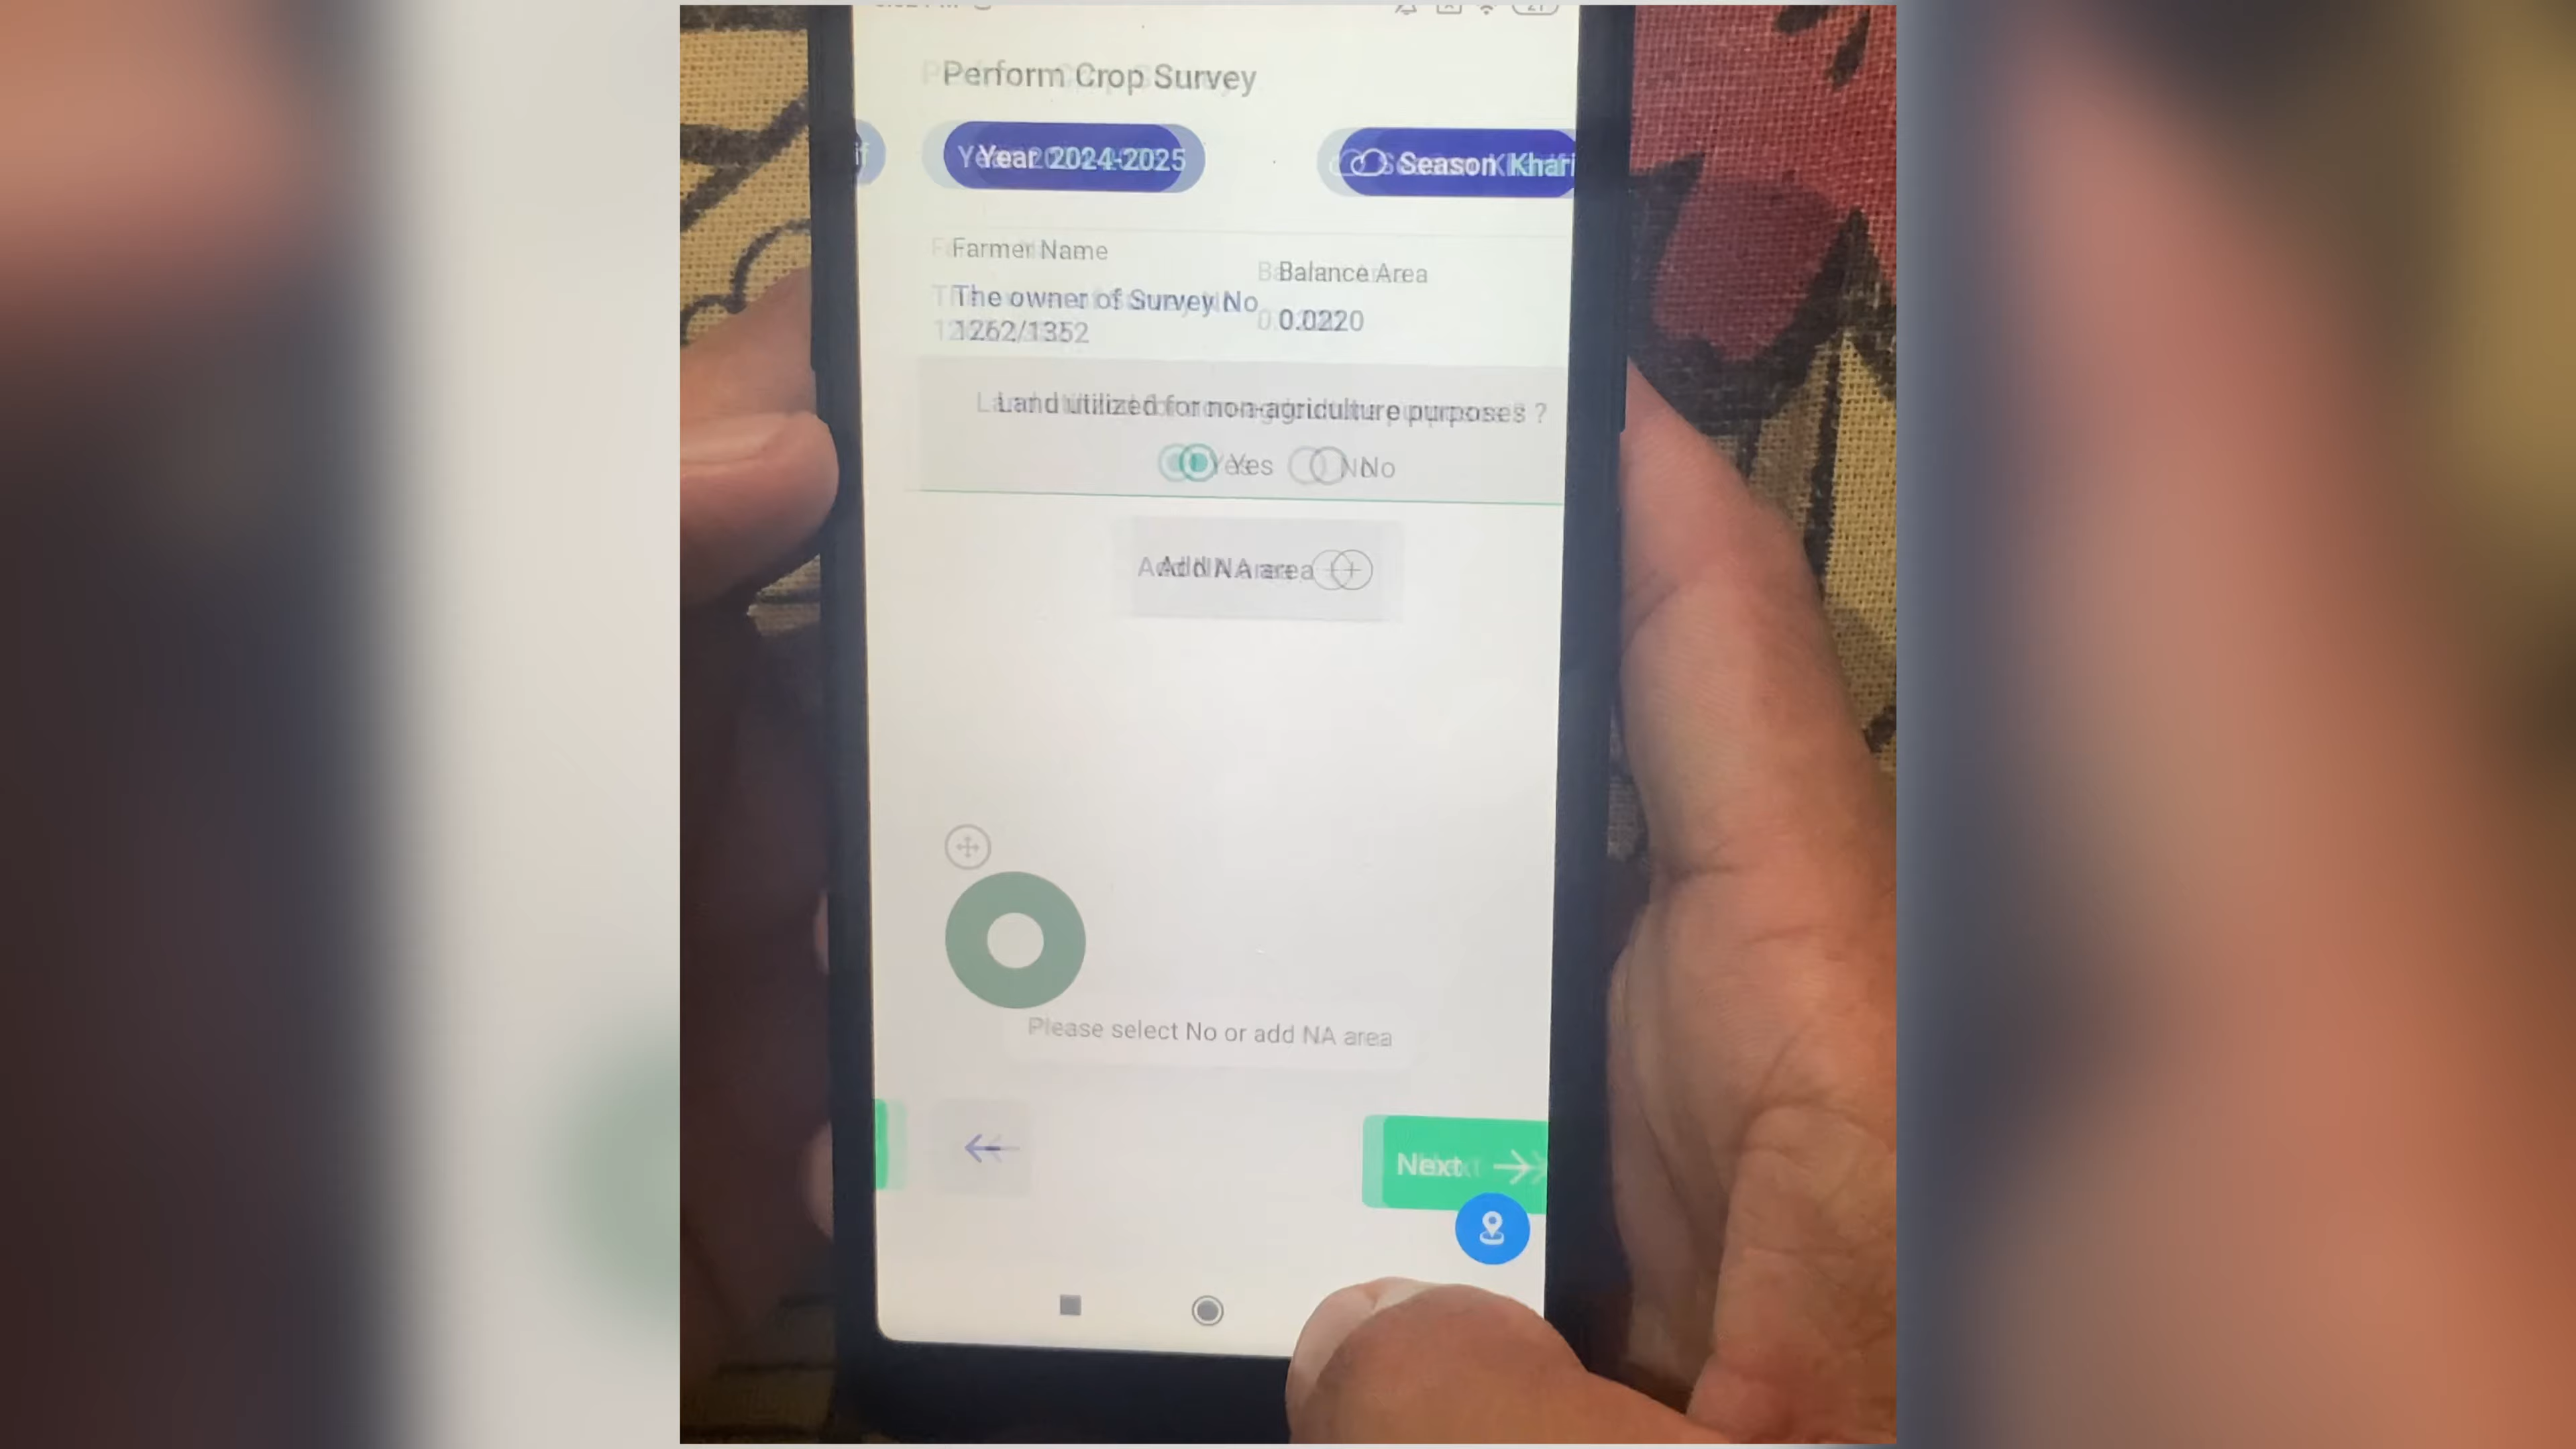 Perform Crop Survey
if
Year 2024-2025
Season Khari
Farmer Name
Balance Area
The owner of Survey No
1262/1352
0.0220
Land utilized for non-agriculture purposes ?
Yes
No
Add NA area
Please select No or add NA area
Next